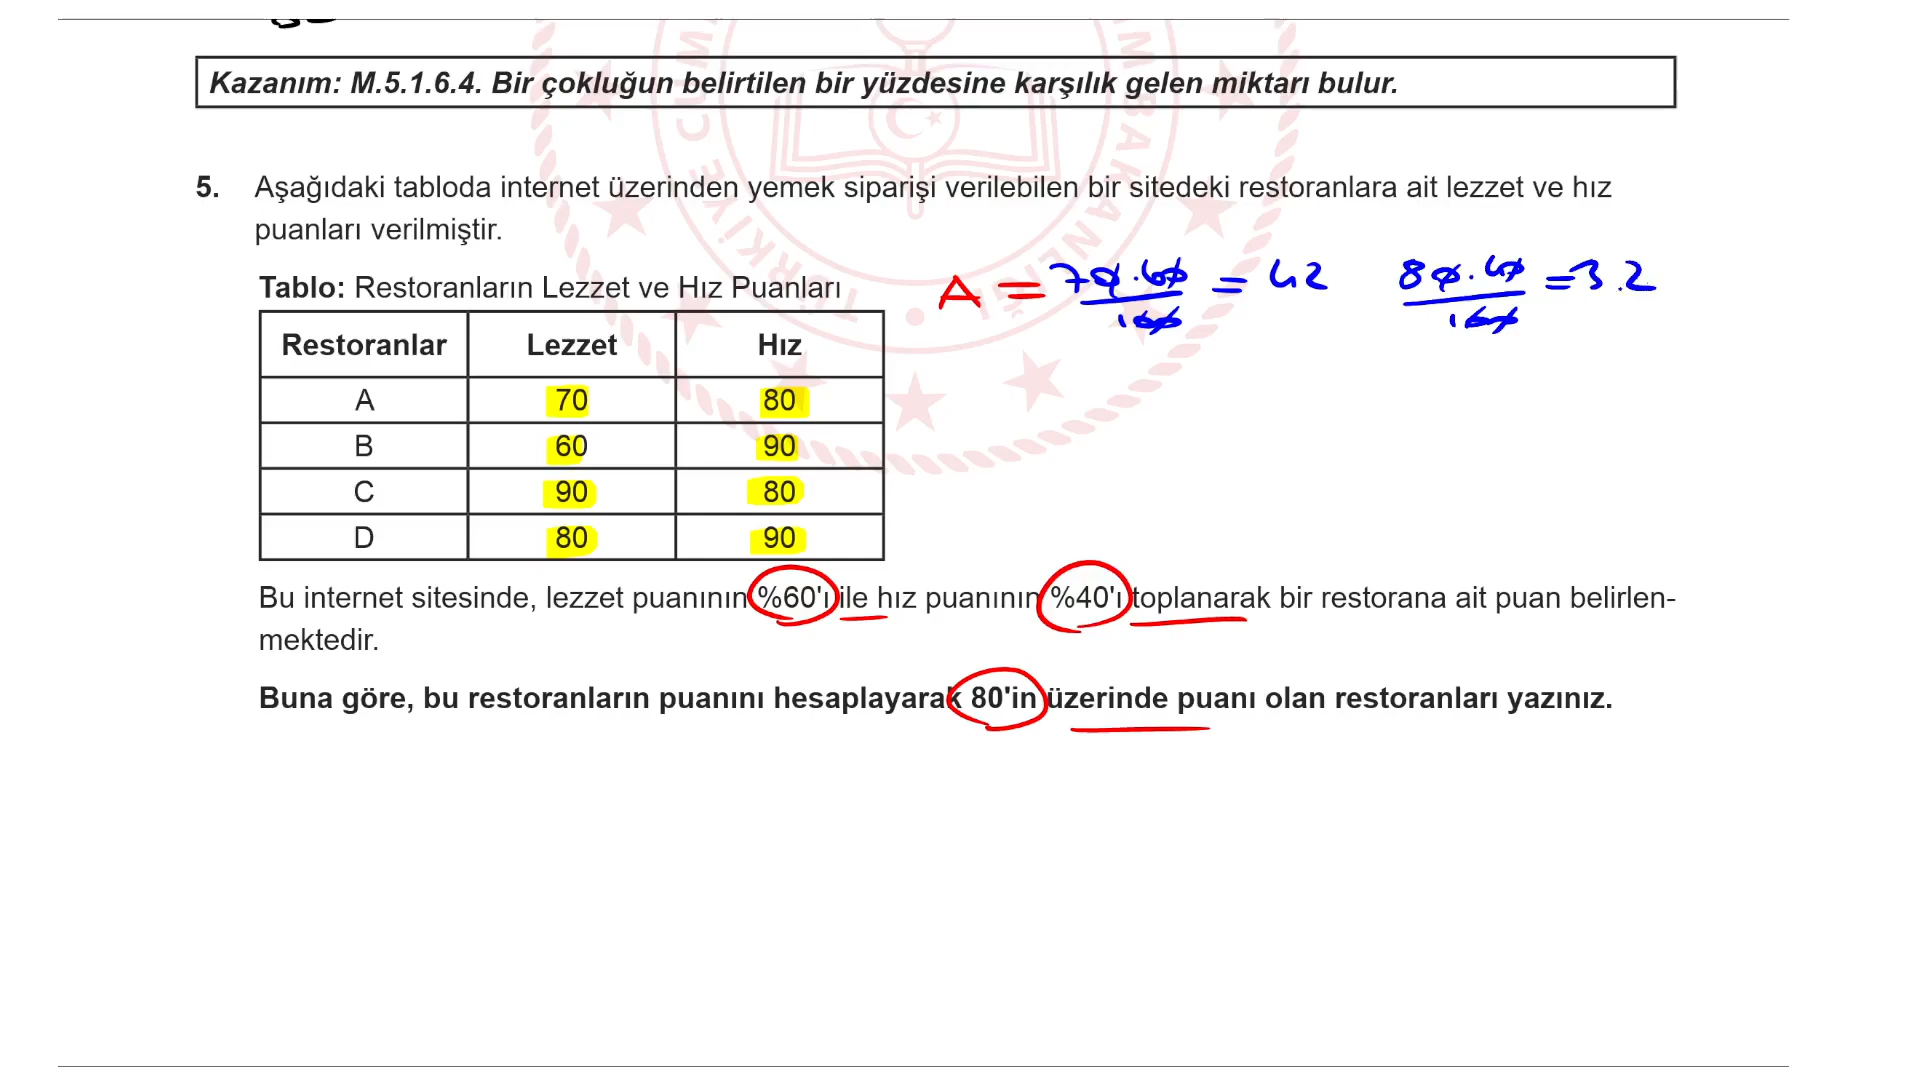 Kazanım: M.5.1.6.4. Bir çokluğun belirtilen bir yüzdesine karşılık gelen miktarı bulur.
5. Aşağıdaki tabloda internet üzerinden yemek siparişi verilebilen bir sitedeki restoranlara ait lezzet ve hız
puanları verilmiştir.
Tablo: Restoranların Lezzet ve Hız Puanları
A = 70.60/100 = 42 80.40/100 = 32
Restoranlar Lezzet Hız
A 70 80
B 60 90
C 90 80
D 80 90
Bu internet sitesinde, lezzet puanının %60'ı ile hız puanının %40'ı toplanarak bir restorana ait puan belirlen-
mektedir.
Buna göre, bu restoranların puanını hesaplayarak 80'in üzerinde puanı olan restoranları yazınız.